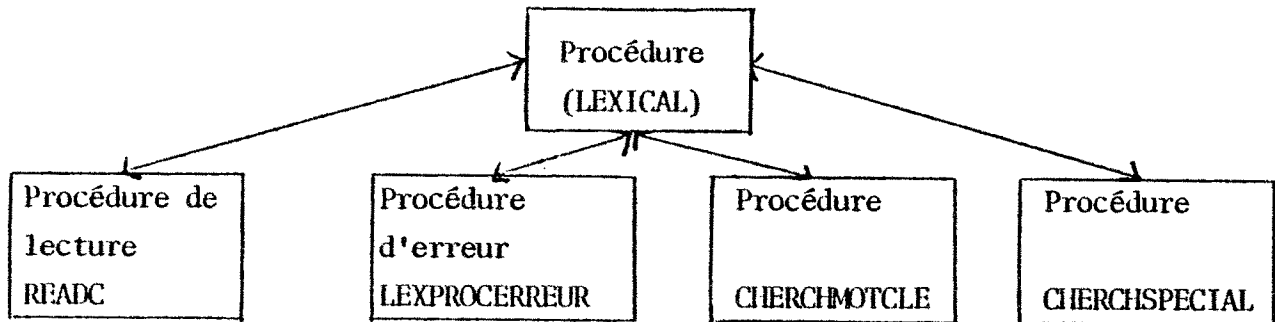 Procédure
(LEXICAL)
Procédure de
lecture
READC
Procédure
d'erreur
LEXPROCERREUR
Procédure
CHERCHMOTCLE
Procédure
CHERCHSPECIAL